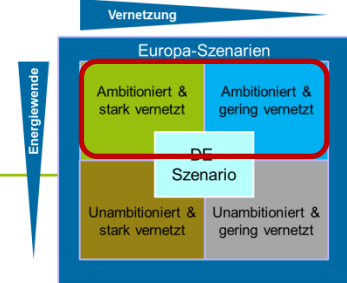 Vernetzung
Europa-Szenarien
Energiewende
Ambitioniert &
stark vernetzt
Ambitioniert &
gering vernetzt
DE
Szenario
Unambitioniert &
stark vernetzt
Unambitioniert &
gering vernetzt